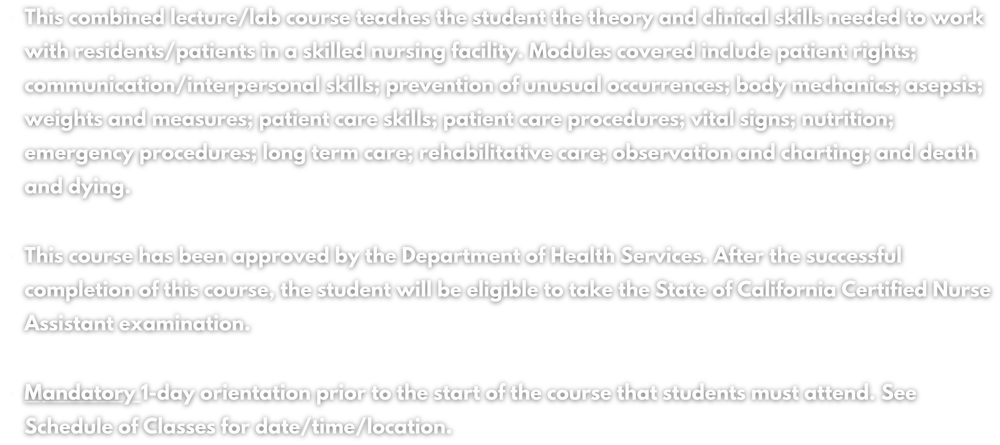 This combined lecture/lab course teaches the student the theory and clinical skills needed to work
with residents/patients in a skilled nursing facility. Modules covered include patient rights;
communication/interpersonal skills; prevention of unusual occurrences; body mechanics; asepsis;
weights and measures; patient care skills; patient care procedures; vital signs; nutrition;
emergency procedures; long term care; rehabilitative care; observation and charting; and death
and dying.
This course has been approved by the Department of Health Services. After the successful
completion of this course, the student will be eligible to take the State of California Certified Nurse
Assistant examination.
Mandatory 1-day orientation prior to the start of the course that students must attend. See
Schedule of Classes for date/time/location.